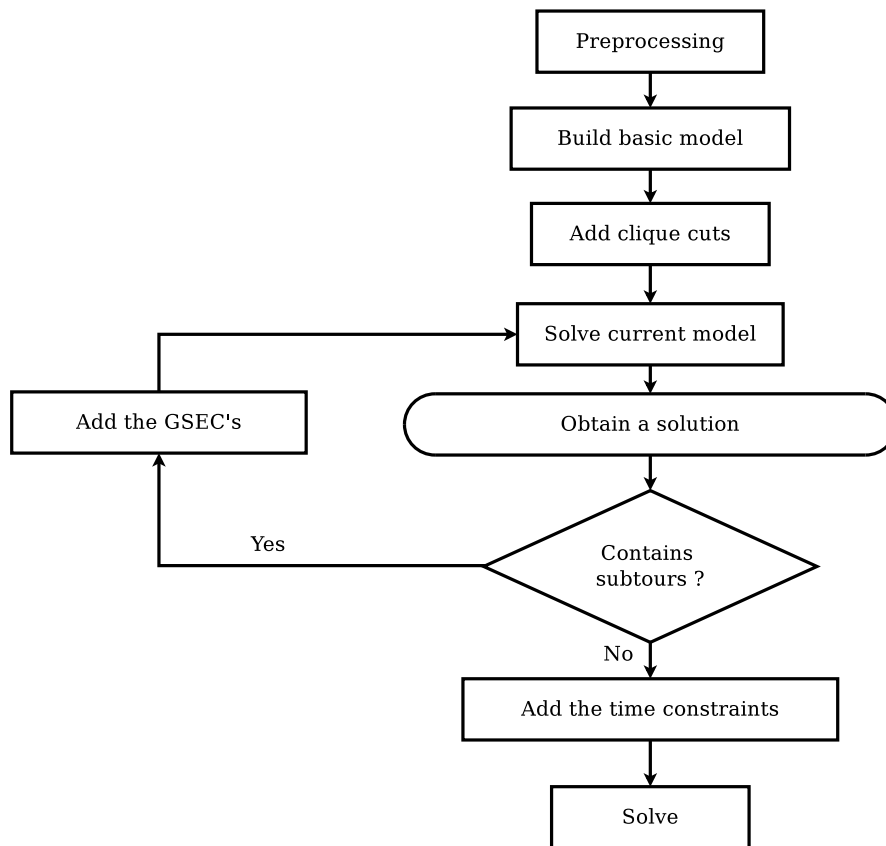 Preprocessing
Build basic model
Add clique cuts
Solve current model
Add the GSEC's
Obtain a solution
Yes
Contains
subtours ?
No
Add the time constraints
Solve